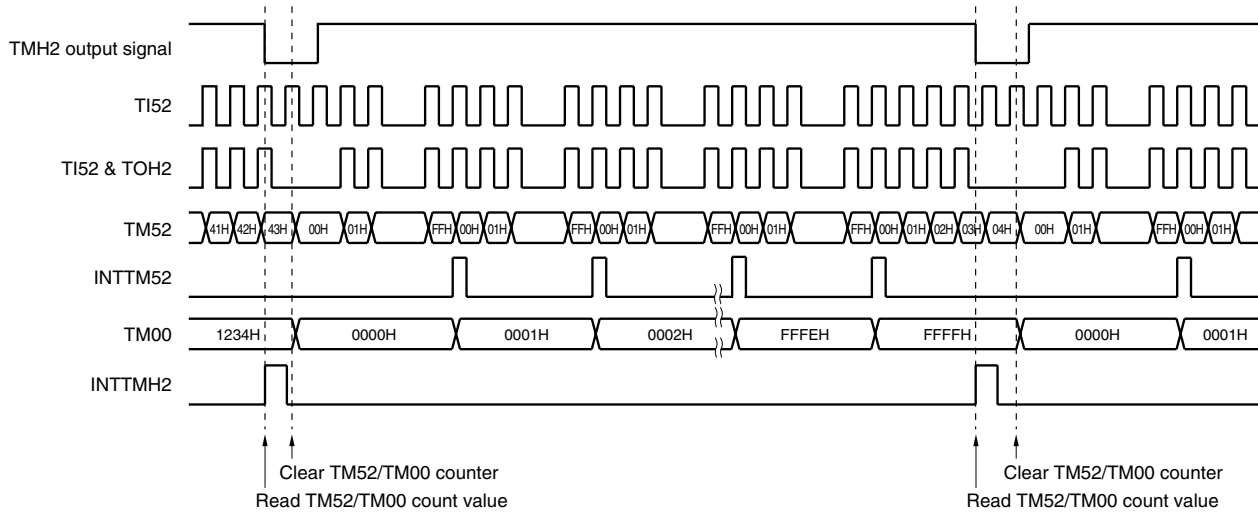 TMH2 output signal
TI52
TI52 & TOH2
TM52 41H 42H 43H 00H 01H FFH 00H 01H FFH 00H 01H FFH 00H 01H FFH 00H 01H 02H 03H 04H 00H 01H FFH 00H 01H
INTTM52
TM00 1234H 0000H 0001H 0002H FFFEH FFFFH 0000H 0001H
INTTMH2
Clear TM52/TM00 counter Clear TM52/TM00 counter
Read TM52/TM00 count value Read TM52/TM00 count value